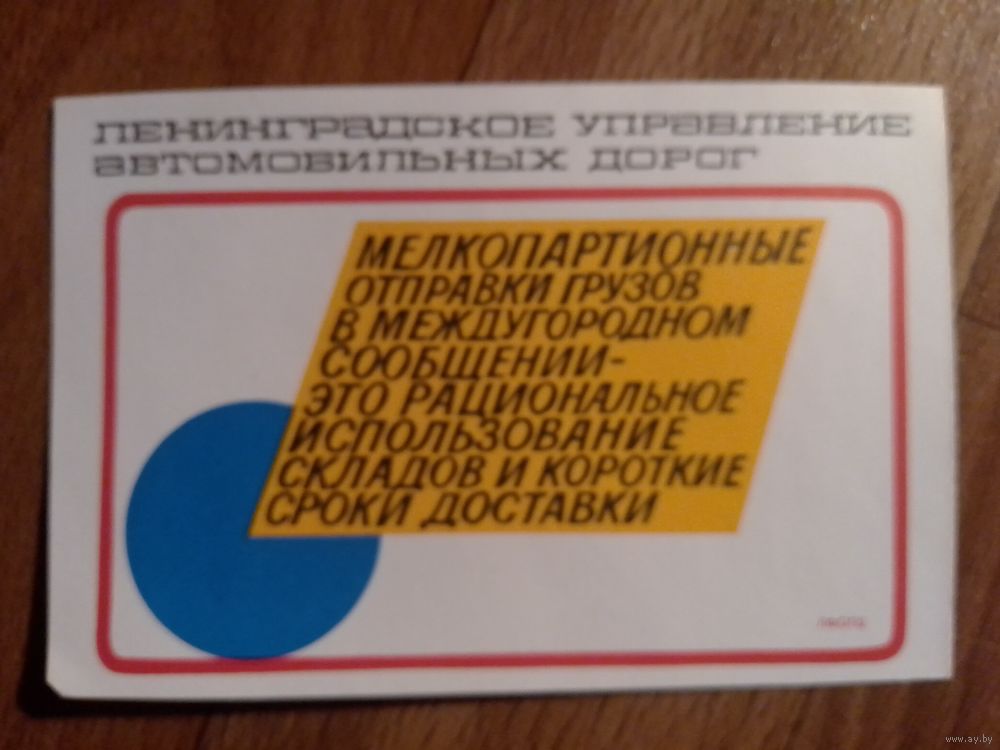 ЛЕНИНГРАДСКОЕ УПРАВЛЕНИЕ
АВТОМОБИЛЬНЫХ ДОРОГ
МЕЛКОПАРТИОННЫЕ
ОТПРАВКИ ГРУЗОВ
В МЕЖДУГОРОДНОМ
СООБЩЕНИИ-
ЭТО РАЦИОНАЛЬНОЕ
ИСПОЛЬЗОВАНИЕ
СКЛАДОВ И КОРОТКИЕ
СРОКИ ДОСТАВКИ
www.ay.by